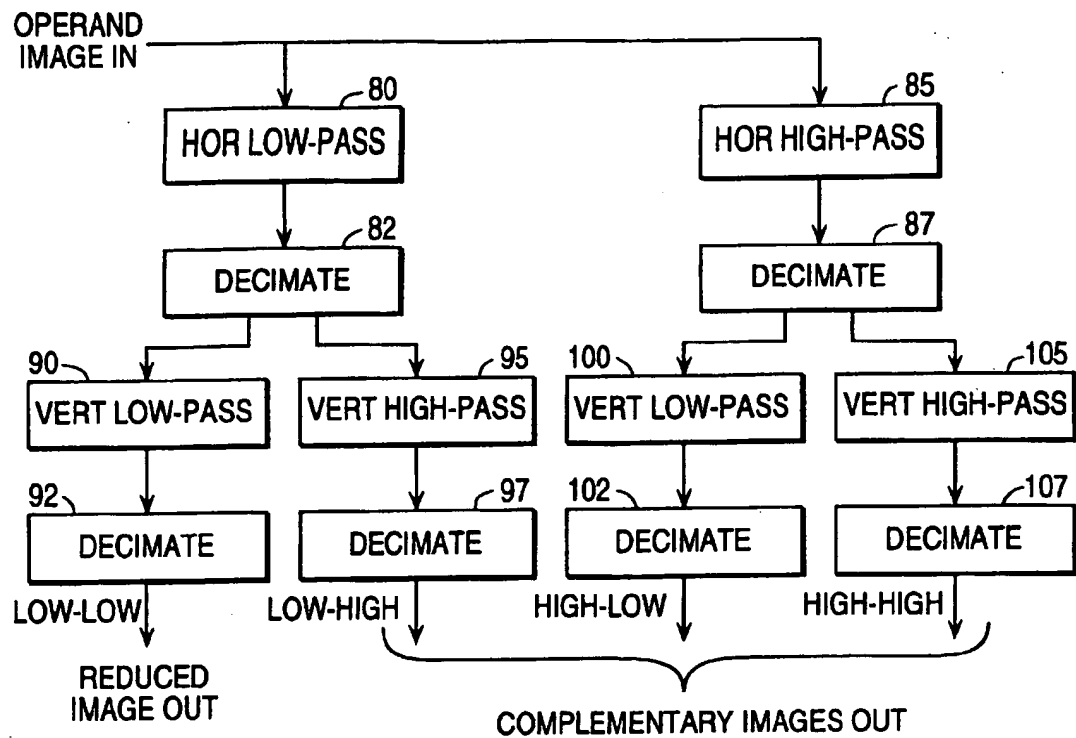 OPERAND
IMAGE IN
80
HOR LOW-PASS
85
HOR HIGH-PASS
82
DECIMATE
87
DECIMATE
90
VERT LOW-PASS
95
VERT HIGH-PASS
100
VERT LOW-PASS
105
VERT HIGH-PASS
92
DECIMATE
97
DECIMATE
102
DECIMATE
107
DECIMATE
LOW-LOW
LOW-HIGH
HIGH-LOW
HIGH-HIGH
REDUCED
IMAGE OUT
COMPLEMENTARY IMAGES OUT